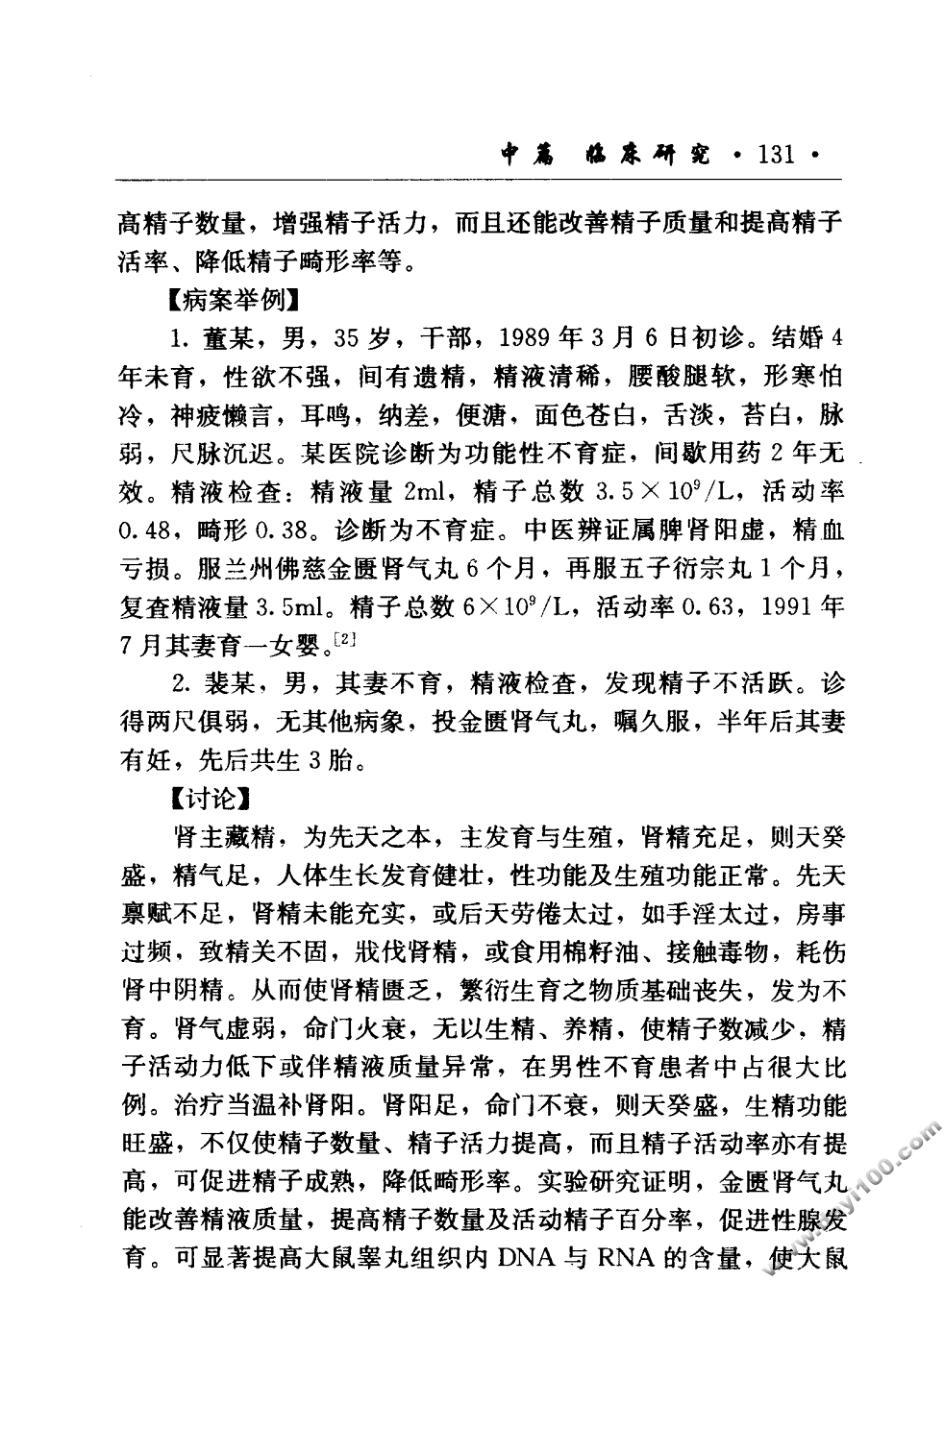 中篇 临床研究 · 131 ·
高精子数量，增强精子活力，而且还能改善精子质量和提高精子
活率、降低精子畸形率等。
【病案举例】
1. 董某，男，35 岁，干部，1989 年 3 月 6 日初诊。结婚 4
年未育，性欲不强，间有遗精，精液清稀，腰酸腿软，形寒怕
冷，神疲懒言，耳鸣，纳差，便溏，面色苍白，舌淡，苔白，脉
弱，尺脉沉迟。某医院诊断为功能性不育症，间歇用药 2 年无
效。精液检查：精液量 2ml，精子总数 3.5×10⁹/L，活动率
0.48，畸形 0.38。诊断为不育症。中医辨证属脾肾阳虚，精血
亏损。服兰州佛慈金匮肾气丸 6 个月，再服五子衍宗丸 1 个月，
复查精液量 3.5ml。精子总数 6×10⁹/L，活动率 0.63，1991 年
7 月其妻育一女婴。[2]
2. 裴某，男，其妻不育，精液检查，发现精子不活跃。诊
得两尺俱弱，无其他病象，投金匮肾气丸，嘱久服，半年后其妻
有妊，先后共生 3 胎。
【讨论】
肾主藏精，为先天之本，主发育与生殖，肾精充足，则天癸
盛，精气足，人体生长发育健壮，性功能及生殖功能正常。先天
禀赋不足，肾精未能充实，或后天劳倦太过，如手淫太过，房事
过频，致精关不固，戕伐肾精，或食用棉籽油、接触毒物，耗伤
肾中阴精。从而使肾精匮乏，繁衍生育之物质基础丧失，发为不
育。肾气虚弱，命门火衰，无以生精、养精，使精子数减少，精
子活动力低下或伴精液质量异常，在男性不育患者中占很大比
例。治疗当温补肾阳。肾阳足，命门不衰，则天癸盛，生精功能
旺盛，不仅使精子数量、精子活力提高，而且精子活动率亦有提
高，可促进精子成熟，降低畸形率。实验研究证明，金匮肾气丸
能改善精液质量，提高精子数量及活动精子百分率，促进性腺发
育。可显著提高大鼠睾丸组织内 DNA 与 RNA 的含量，使大鼠